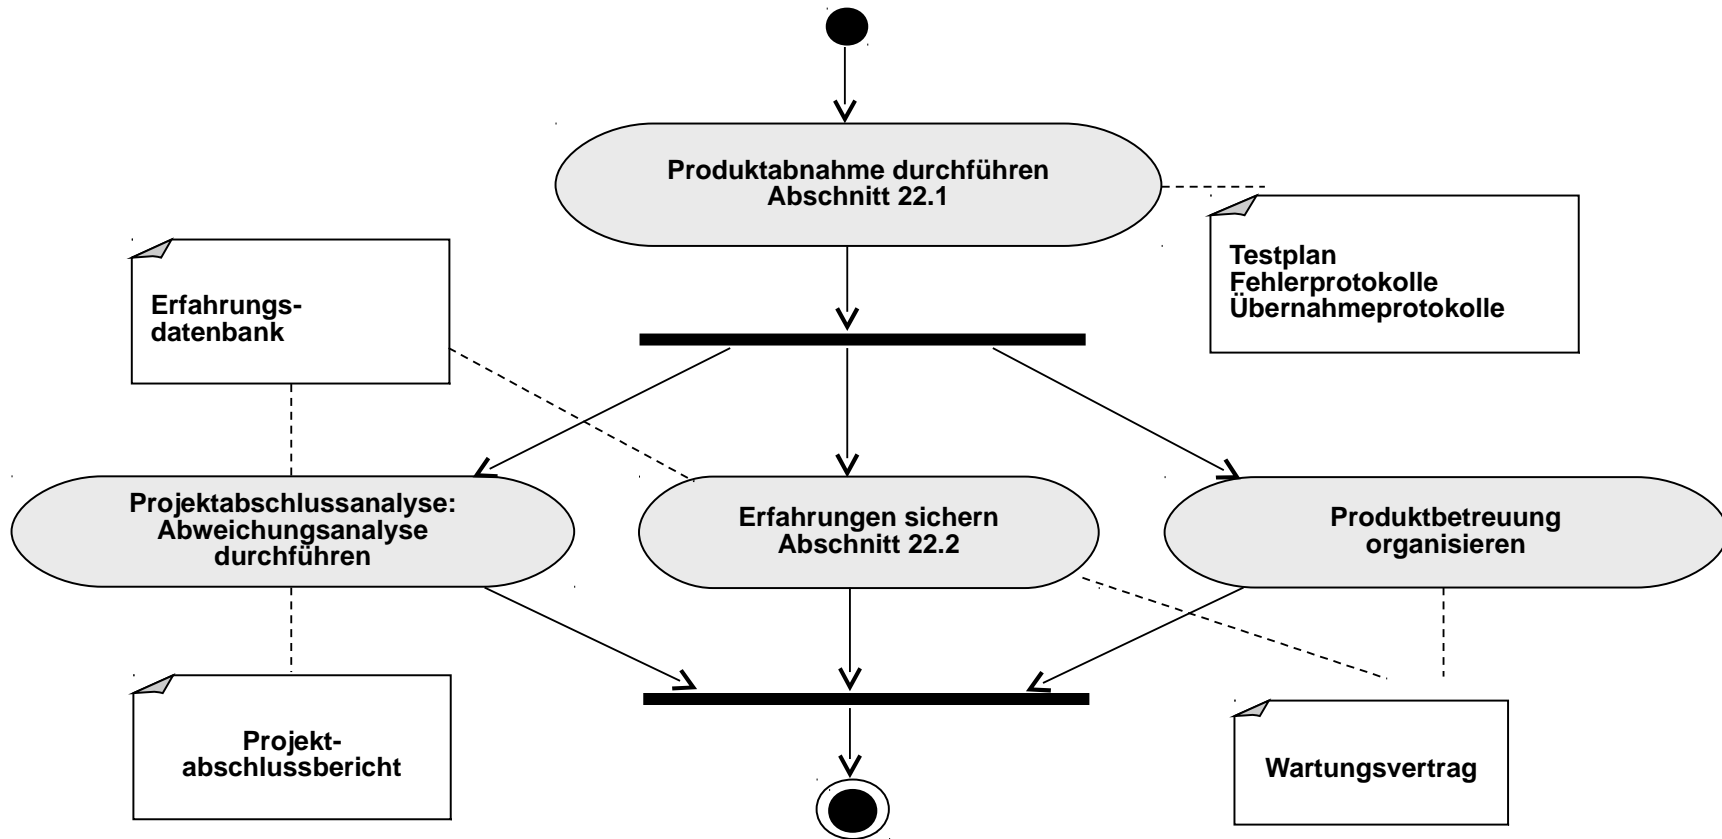 Produktabnahme durchführen
Abschnitt 22.1
Testplan
Fehlerprotokolle
Übernahmeprotokolle
Erfahrungs-
datenbank
Projektabschlussanalyse:
Abweichungsanalyse
durchführen
Erfahrungen sichern
Abschnitt 22.2
Produktbetreuung
organisieren
Projekt-
abschlussbericht
Wartungsvertrag